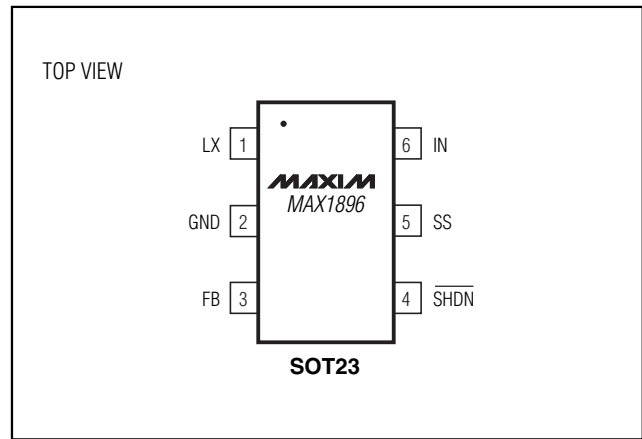 TOP VIEW
LX 1
6 IN
MAXIM
MAX1896
GND 2
5 SS
FB 3
4 SHDN
SOT23